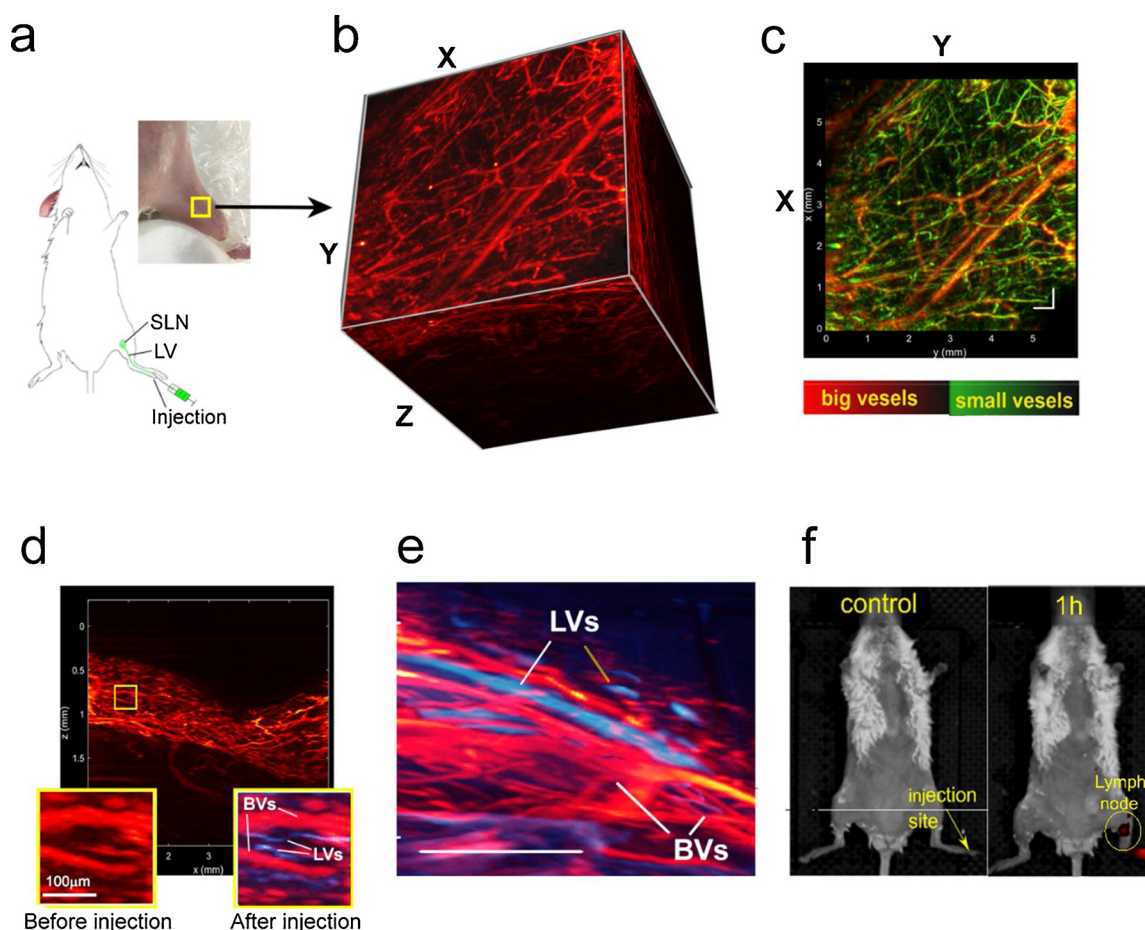 a
SLN
LV
Injection
b
X
Y
Z
c
Y
X
x (mm)
5
4
3
2
1
0
0
1
2
3
4
5
y (mm)
big vessels
small vessels
d
0
0.5
1
1.5
z (mm)
2
3
x (mm)
100μm
Before injection
BVs
LVs
After injection
e
LVs
BVs
f
control
injection
site
1h
Lymph
node